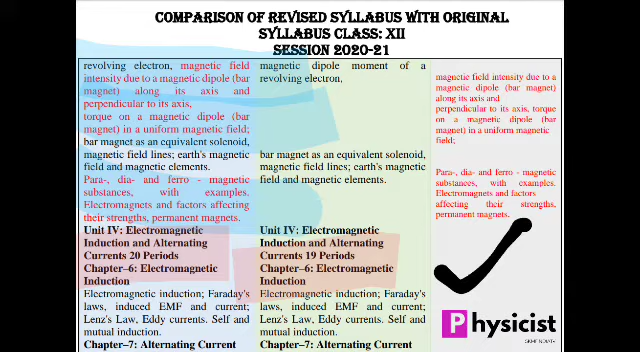 COMPARISON OF REVISED SYLLABUS WITH ORIGINAL
SYLLABUS CLASS: XII
SESSION 2020-21
revolving electron, magnetic field
intensity due to a magnetic dipole (bar
magnet) along its axis and
perpendicular to its axis,
torque on a magnetic dipole (bar
magnet) in a uniform magnetic field;
bar magnet as an equivalent solenoid,
magnetic field lines; earth's magnetic
field and magnetic elements.
Para-, dia- and ferro - magnetic
substances, with examples.
Electromagnets and factors affecting
their strengths, permanent magnets.
Unit IV: Electromagnetic
Induction and Alternating
Currents 20 Periods
Chapter–6: Electromagnetic
Induction
Electromagnetic induction; Faraday's
laws, induced EMF and current;
Lenz's Law, Eddy currents. Self and
mutual induction.
Chapter–7: Alternating Current
magnetic dipole moment of a
revolving electron,
bar magnet as an equivalent solenoid,
magnetic field lines; earth's magnetic
field and magnetic elements.
Unit IV: Electromagnetic
Induction and Alternating
Currents 19 Periods
Chapter–6: Electromagnetic
Induction
Electromagnetic induction; Faraday's
laws, induced EMF and current;
Lenz's Law, Eddy currents. Self and
mutual induction.
Chapter–7: Alternating Current
magnetic field intensity due to a
magnetic dipole (bar magnet)
along its axis and
perpendicular to its axis, torque
on a magnetic dipole (bar
magnet) in a uniform magnetic
field;
Para-, dia- and ferro - magnetic
substances, with examples.
Electromagnets and factors
affecting their strengths,
permanent magnets.
Physicist